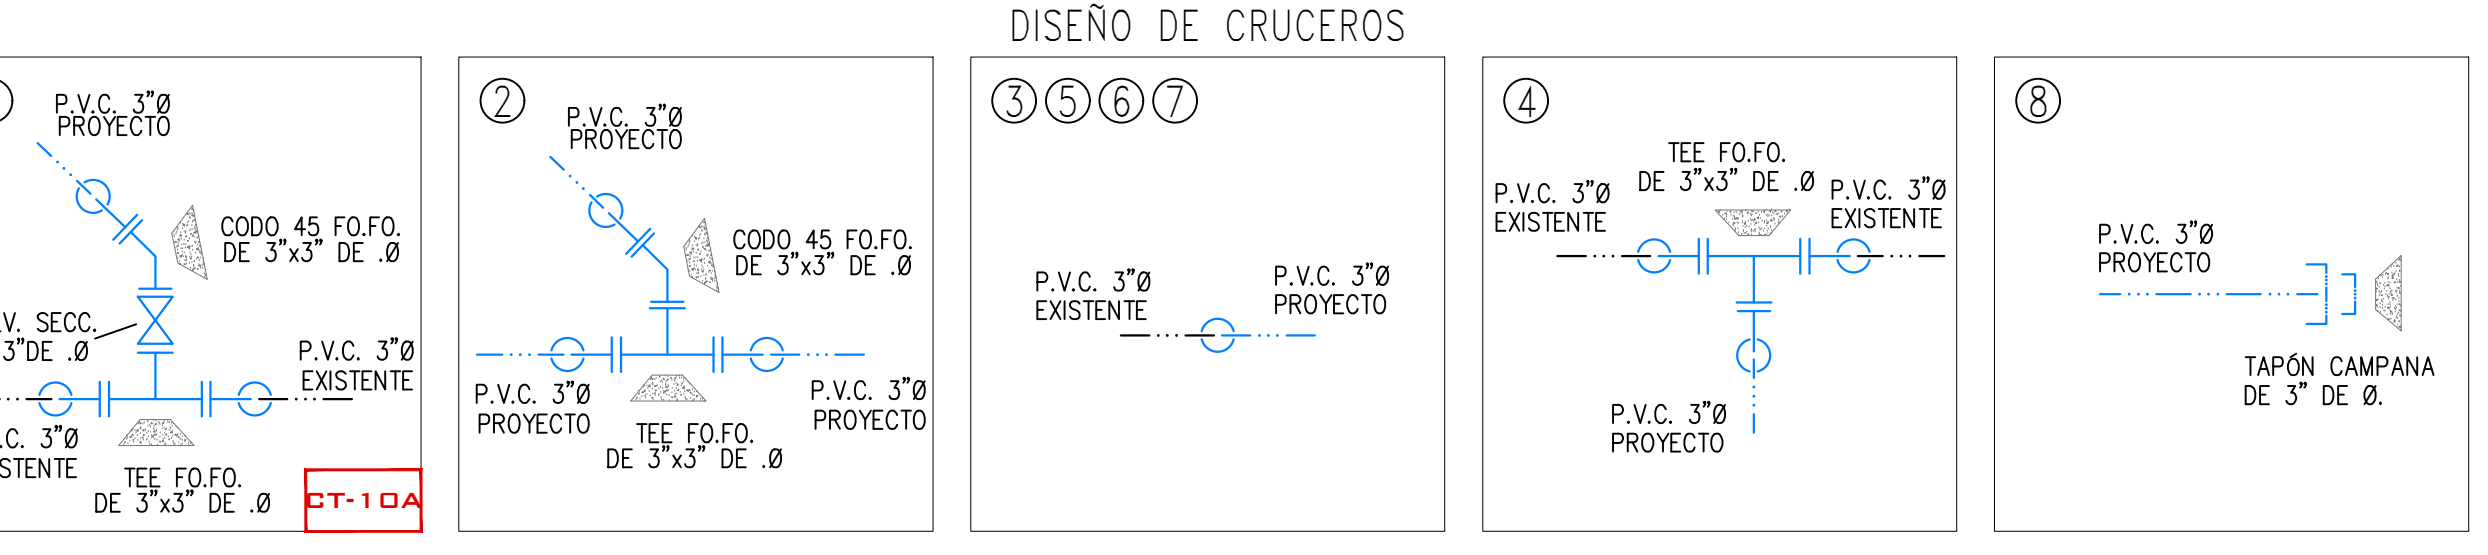 DISEÑO DE CRUCEROS
P.V.C. 3"Ø
PROYECTO
CODO 45 FO.FO.
DE 3"x3" DE .Ø
V. SECC.
3"DE .Ø
P.V.C. 3"Ø
EXISTENTE
.C. 3"Ø
STENTE
TEE FO.FO.
DE 3"x3" DE .Ø
CT-10A
2
P.V.C. 3"Ø
PROYECTO
CODO 45 FO.FO.
DE 3"x3" DE .Ø
P.V.C. 3"Ø
PROYECTO
P.V.C. 3"Ø
PROYECTO
TEE FO.FO.
DE 3"x3" DE .Ø
3 5 6 7
P.V.C. 3"Ø
EXISTENTE
P.V.C. 3"Ø
PROYECTO
4
TEE FO.FO.
DE 3"x3" DE .Ø
P.V.C. 3"Ø
EXISTENTE
P.V.C. 3"Ø
EXISTENTE
P.V.C. 3"Ø
PROYECTO
8
P.V.C. 3"Ø
PROYECTO
TAPÓN CAMPANA
DE 3" DE Ø.